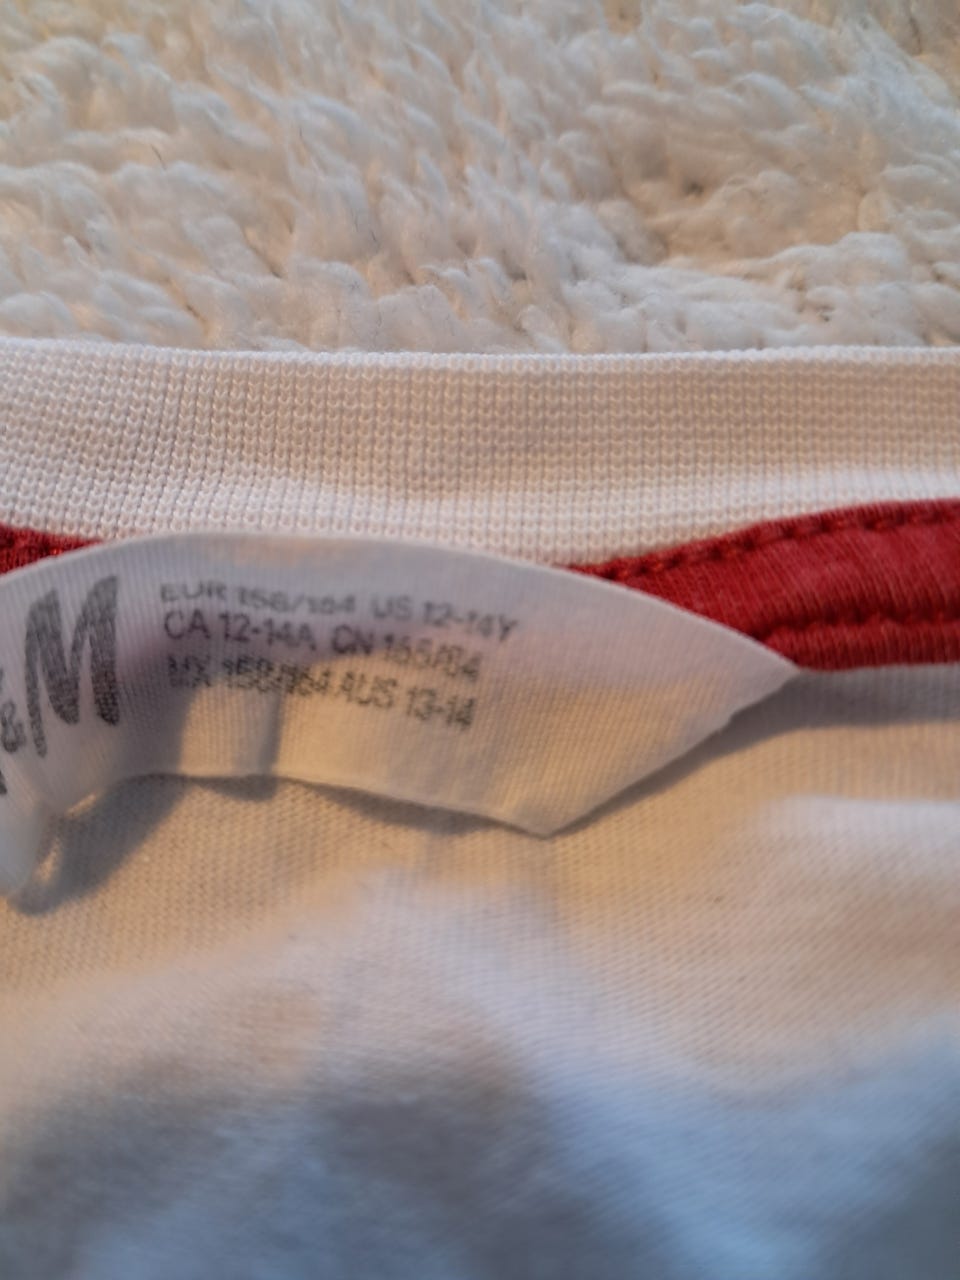 &M
EUR 158/164 US 12-14Y
CA 12-14A CN 165/84
MX 158/164 AUS 13-14